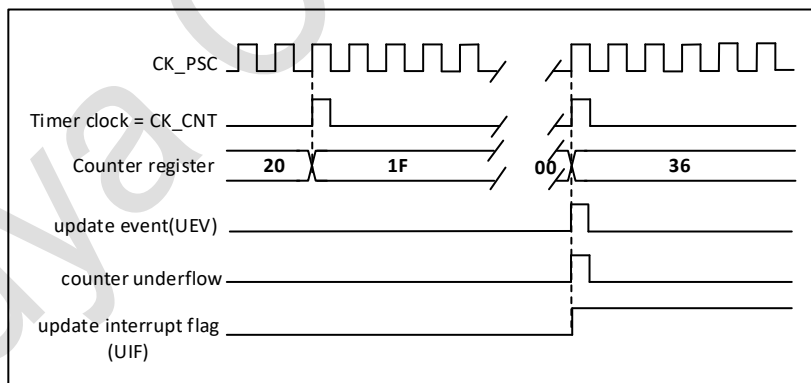 CK_PSC
Timer clock = CK_CNT
Counter register
20
1F
00
36
update event(UEV)
counter underflow
update interrupt flag
(UIF)